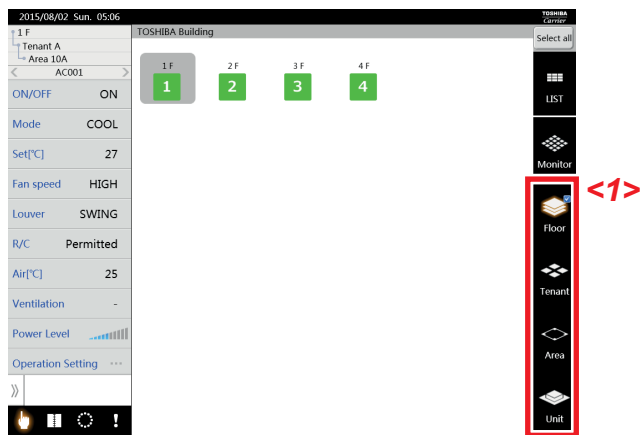 2015/08/02 Sun. 05:06
TOSHIBA
Carrier
1 F
Tenant A
Area 10A
< AC001 >
ON/OFF ON
Mode COOL
Set[℃] 27
Fan speed HIGH
Louver SWING
R/C Permitted
Air[℃] 25
Ventilation -
Power Level
Operation Setting ···
TOSHIBA Building
1 F 2 F 3 F 4 F
1 2 3 4
Select all
LIST
Monitor
Floor
Tenant
Area
Unit
<1>